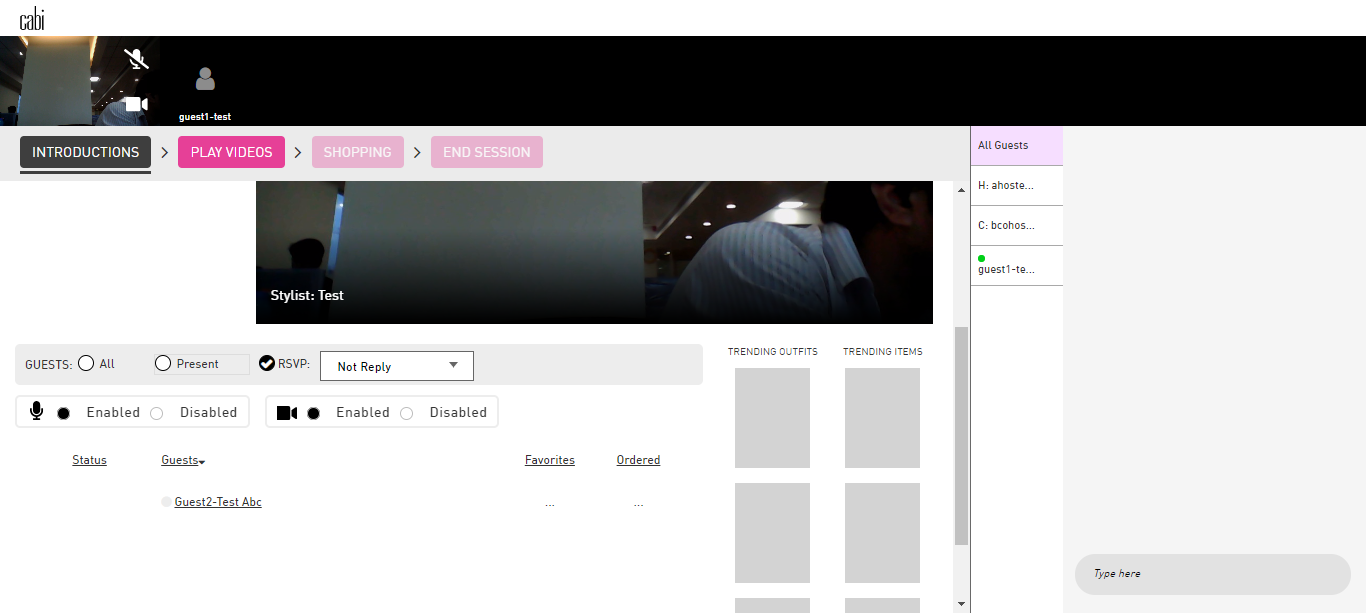 cabi
guest1-test
INTRODUCTIONS > PLAY VIDEOS > SHOPPING > END SESSION
Stylist: Test
GUESTS: All Present RSVP: Not Reply
Enabled Disabled Enabled Disabled
Status Guests Favorites Ordered
Guest2-Test Abc ... ...
TRENDING OUTFITS TRENDING ITEMS
All Guests
H: ahoste...
C: bcohos...
guest1-te...
Type here